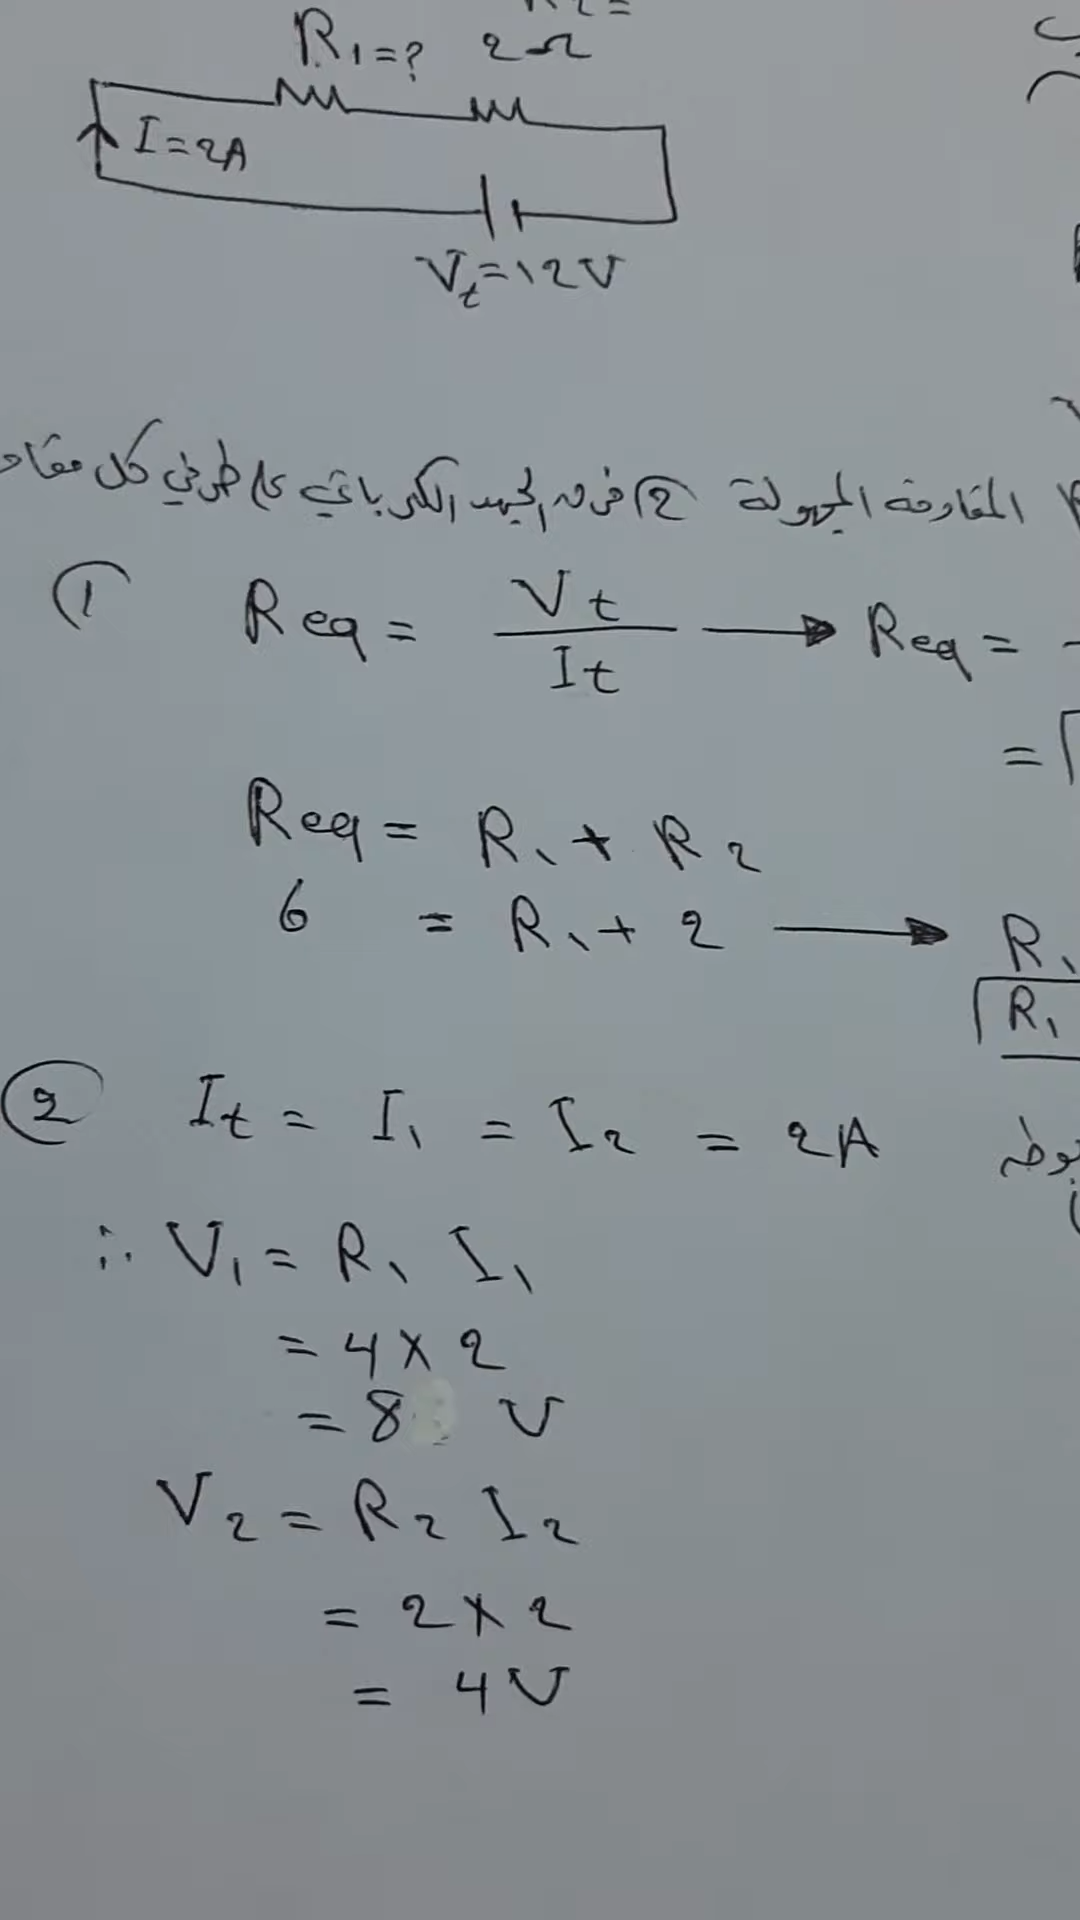 R2=
R1=? 2Ω
I=2A
Vt=12V
المقاومة المجهولة ② فرق الجهد الكهربائي على طرفي كل
① Req = Vt / It → Req =
=
Req = R1 + R2
6 = R1 + 2 → R1
R1
② It = I1 = I2 = 2A
∴ V1 = R1 I1
= 4 × 2
= 8 V
V2 = R2 I2
= 2 × 2
= 4V